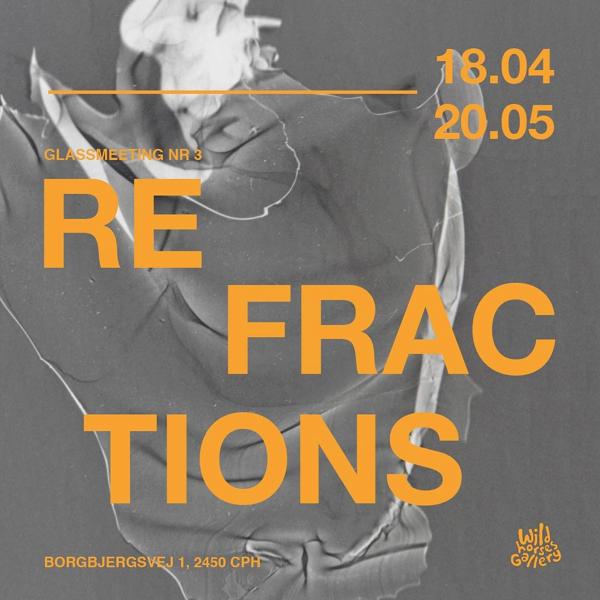 18.04
20.05
GLASSMEETING NR 3
RE
FRAC
TIONS
BORGBJERGSVEJ 1, 2450 CPH
Wild
horses
Gallery